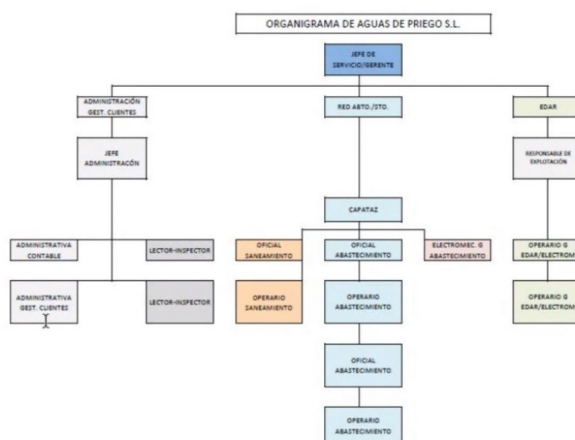 ORGANIGRAMA DE AGUAS DE PRIEGO S.L.
JEFE DE
SERVICIO/GERENTE
ADMINISTRACIÓN
GEST. CLIENTES
RED ABTO./STO.
EDAR
JEFE
ADMINISTRACÓN
RESPONSABLE DE
EXPLOTACIÓN
CAPATAZ
ADMINISTRATIVA
CONTABLE
LECTOR-INSPECTOR
OFICIAL
SANEAMIENTO
OFICIAL
ABASTECIMIENTO
ELECTROMEC. G
ABASTECIMIENTO
OPERARIO G
EDAR/ELECTROM
ADMINISTRATIVA
GEST. CLIENTES
LECTOR-INSPECTOR
OPERARIO
SANEAMIENTO
OPERARIO
ABASTECIMIENTO
OPERARIO G
EDAR/ELECTROM
OFICIAL
ABASTECIMIENTO
OPERARIO
ABASTECIMIENTO